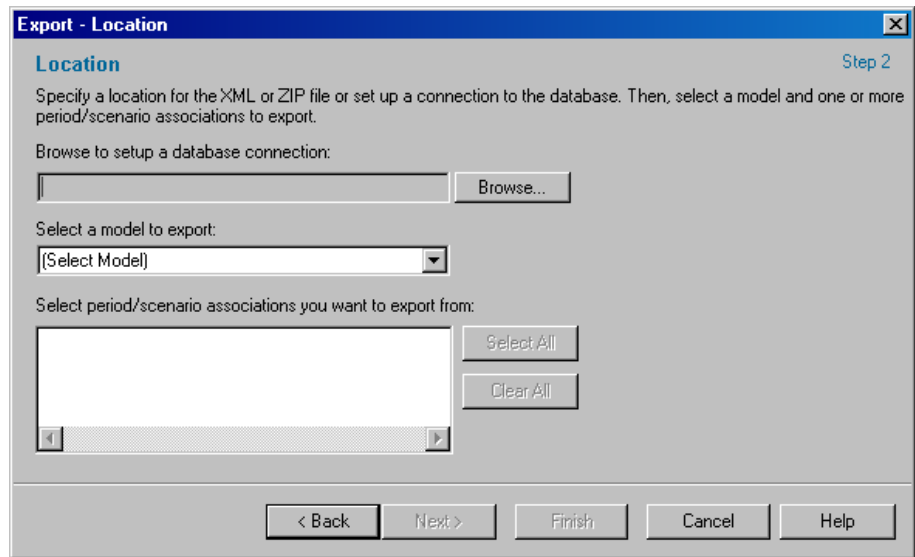 Export - Location
Location
Step 2
Specify a location for the XML or ZIP file or set up a connection to the database. Then, select a model and one or more
period/scenario associations to export.
Browse to setup a database connection:
Browse...
Select a model to export:
(Select Model)
Select period/scenario associations you want to export from:
Select All
Clear All
< Back
Next >
Finish
Cancel
Help